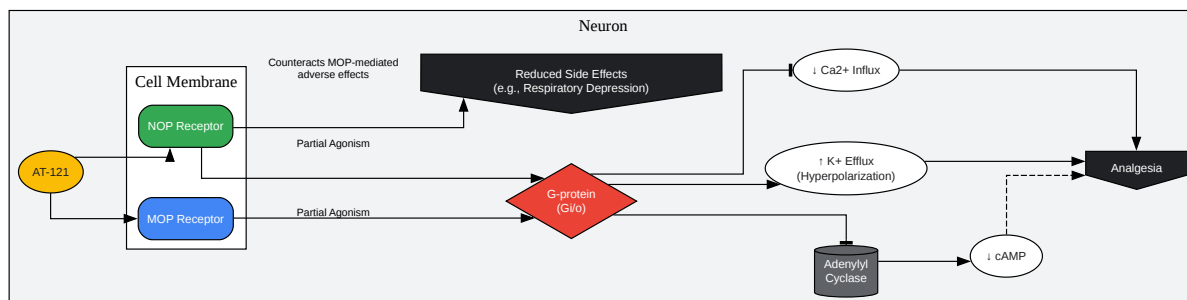 Neuron
Counteracts MOP-mediated
adverse effects
Cell Membrane
Reduced Side Effects
(e.g., Respiratory Depression)
↓ Ca2+ Influx
NOP Receptor
Partial Agonism
AT-121
↑ K+ Efflux
(Hyperpolarization)
Analgesia
G-protein
(Gi/o)
MOP Receptor
Partial Agonism
Adenylyl
Cyclase
↓ cAMP